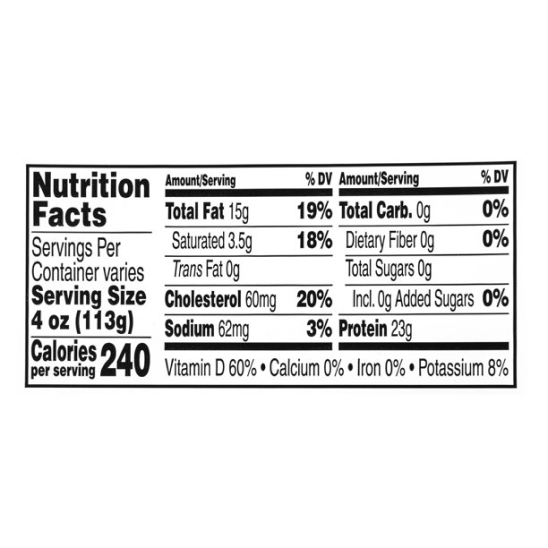 Nutrition
Facts
Servings Per
Container varies
Serving Size
4 oz (113g)
Calories
per serving 240
Amount/Serving % DV
Total Fat 15g 19%
Saturated 3.5g 18%
Trans Fat 0g
Cholesterol 60mg 20%
Sodium 62mg 3%
Amount/Serving % DV
Total Carb. 0g 0%
Dietary Fiber 0g 0%
Total Sugars 0g
Incl. 0g Added Sugars 0%
Protein 23g
Vitamin D 60% • Calcium 0% • Iron 0% • Potassium 8%